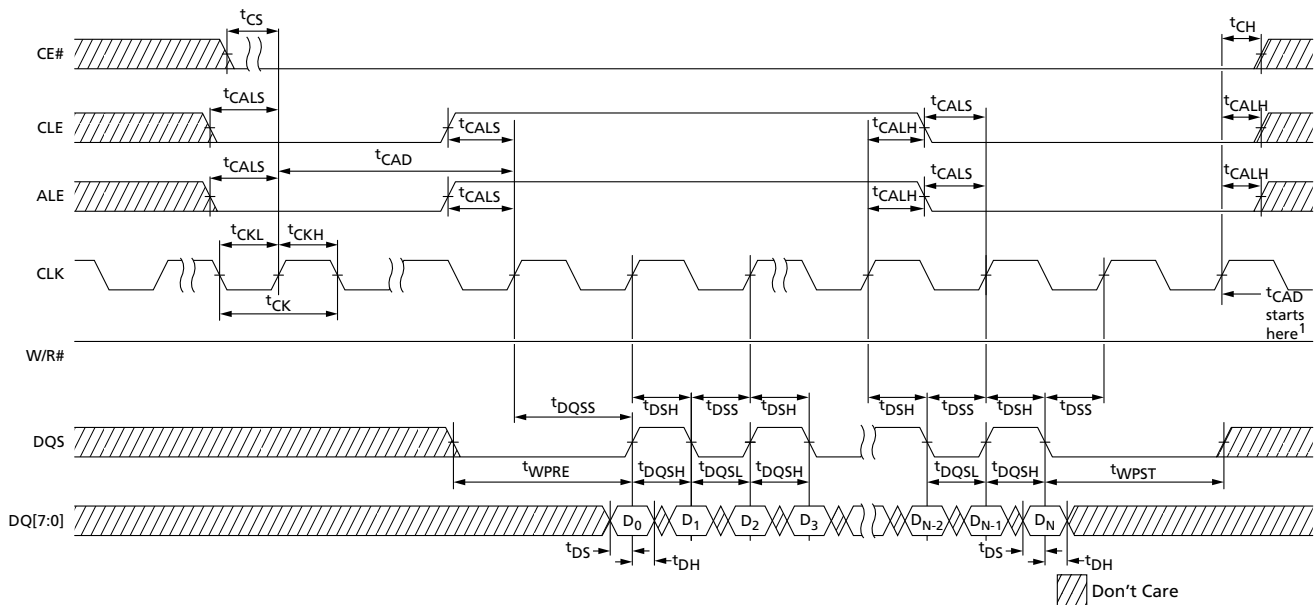 tCS
tCH
CE#
tCALS
tCALS
tCALH
CLE
tCALS
tCALH
tCAD
tCALS
tCALS
tCALH
ALE
tCALS
tCALH
tCKL
tCKH
CLK
tCK
tCAD
starts
here1
W/R#
tDQSS
tDSH
tDSS
tDSH
tDSH
tDSS
tDSH
tDSS
DQS
tWPRE
tDQSH
tDQSL
tDQSH
tDQSL
tDQSH
tWPST
DQ[7:0]
D0
D1
D2
D3
DN-2
DN-1
DN
tDS
tDH
tDS
tDH
Don't Care